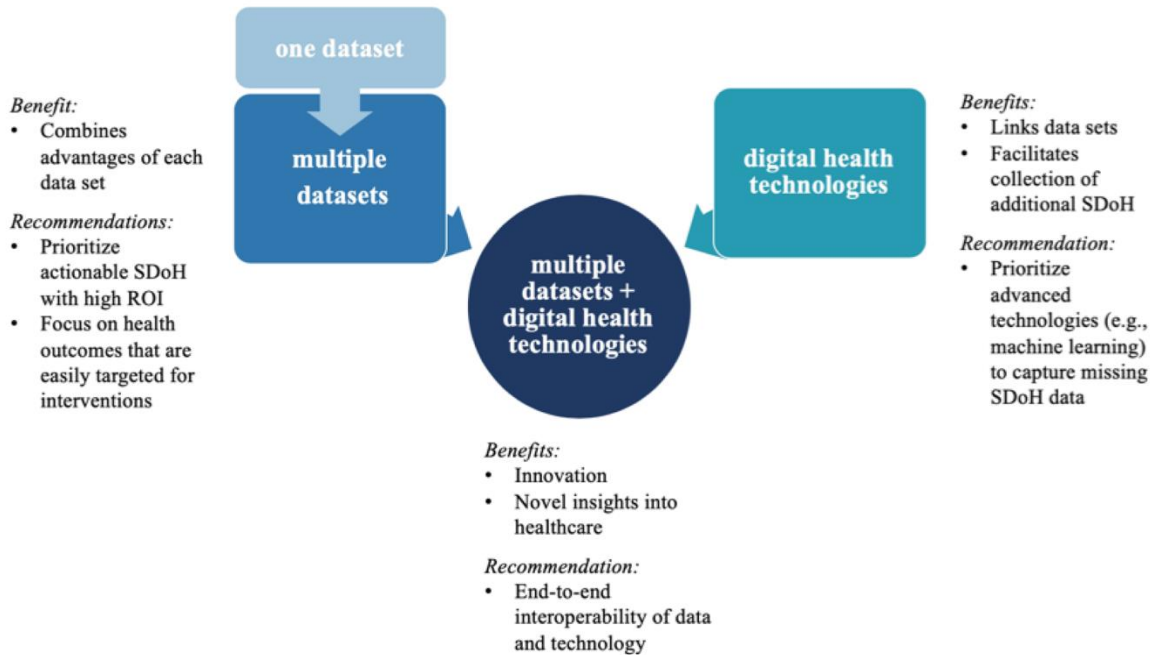 one dataset
multiple
datasets
Benefit:
• Combines
advantages of each
data set
Recommendations:
• Prioritize
actionable SDoH
with high ROI
• Focus on health
outcomes that are
easily targeted for
interventions
digital health
technologies
Benefits:
• Links data sets
• Facilitates
collection of
additional SDoH
Recommendation:
• Prioritize
advanced
technologies (e.g.,
machine learning)
to capture missing
SDoH data
multiple
datasets +
digital health
technologies
Benefits:
• Innovation
• Novel insights into
healthcare
Recommendation:
• End-to-end
interoperability of data
and technology